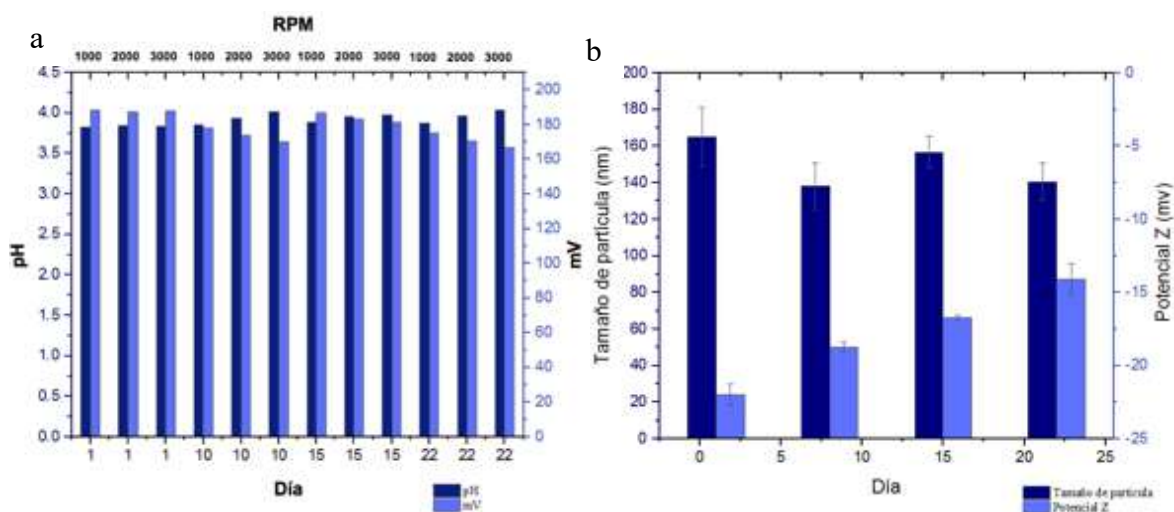 a
RPM
1000 2000 3000 1000 2000 3000 1000 2000 3000 1000 2000 3000
4.5
4.0
3.5
3.0
2.5
2.0
1.5
1.0
0.5
0.0
pH
200
180
160
140
120
100
80
60
40
20
0
mV
1 1 1 10 10 10 15 15 15 22 22 22
Día
pH
mV
b
200
180
160
140
120
100
80
60
40
20
0
Tamaño de partícula (nm)
0
-5
-10
-15
-20
-25
Potencial Z (mv)
0 5 10 15 20 25
Día
Tamaño de partícula
Potencial Z